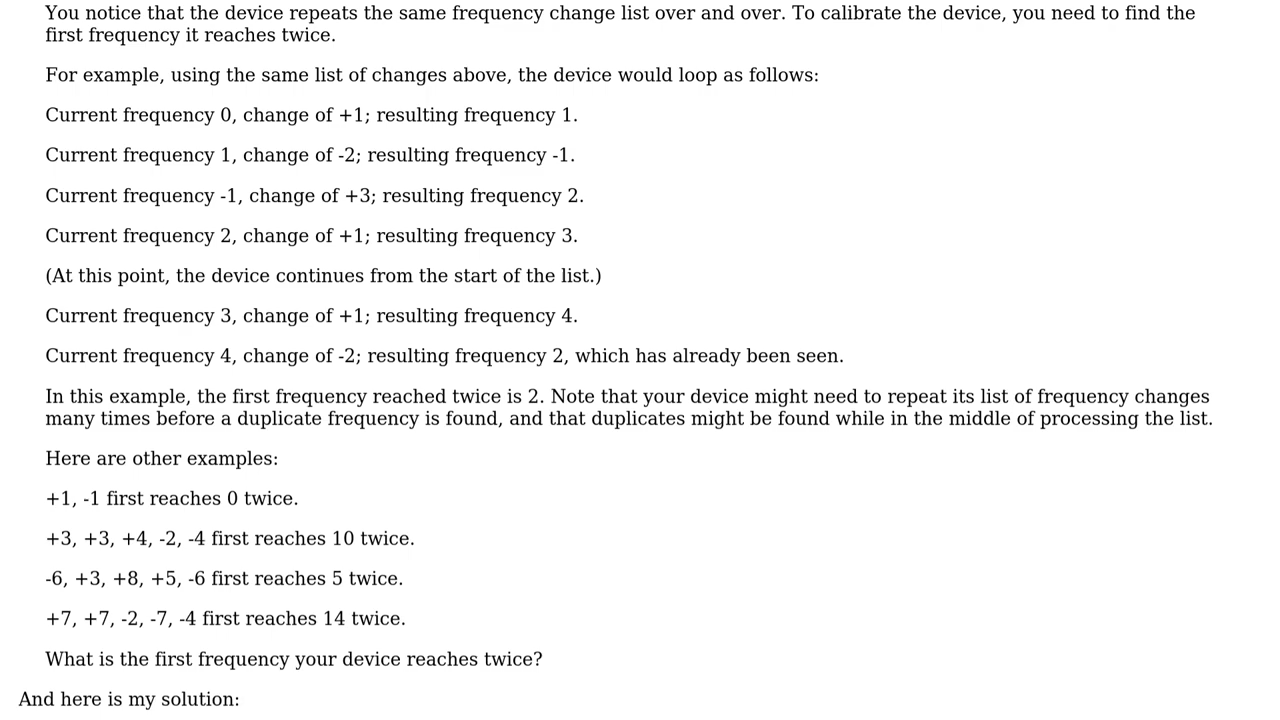 You notice that the device repeats the same frequency change list over and over. To calibrate the device, you need to find the
first frequency it reaches twice.
For example, using the same list of changes above, the device would loop as follows:
Current frequency 0, change of +1; resulting frequency 1.
Current frequency 1, change of -2; resulting frequency -1.
Current frequency -1, change of +3; resulting frequency 2.
Current frequency 2, change of +1; resulting frequency 3.
(At this point, the device continues from the start of the list.)
Current frequency 3, change of +1; resulting frequency 4.
Current frequency 4, change of -2; resulting frequency 2, which has already been seen.
In this example, the first frequency reached twice is 2. Note that your device might need to repeat its list of frequency changes
many times before a duplicate frequency is found, and that duplicates might be found while in the middle of processing the list.
Here are other examples:
+1, -1 first reaches 0 twice.
+3, +3, +4, -2, -4 first reaches 10 twice.
-6, +3, +8, +5, -6 first reaches 5 twice.
+7, +7, -2, -7, -4 first reaches 14 twice.
What is the first frequency your device reaches twice?
And here is my solution: